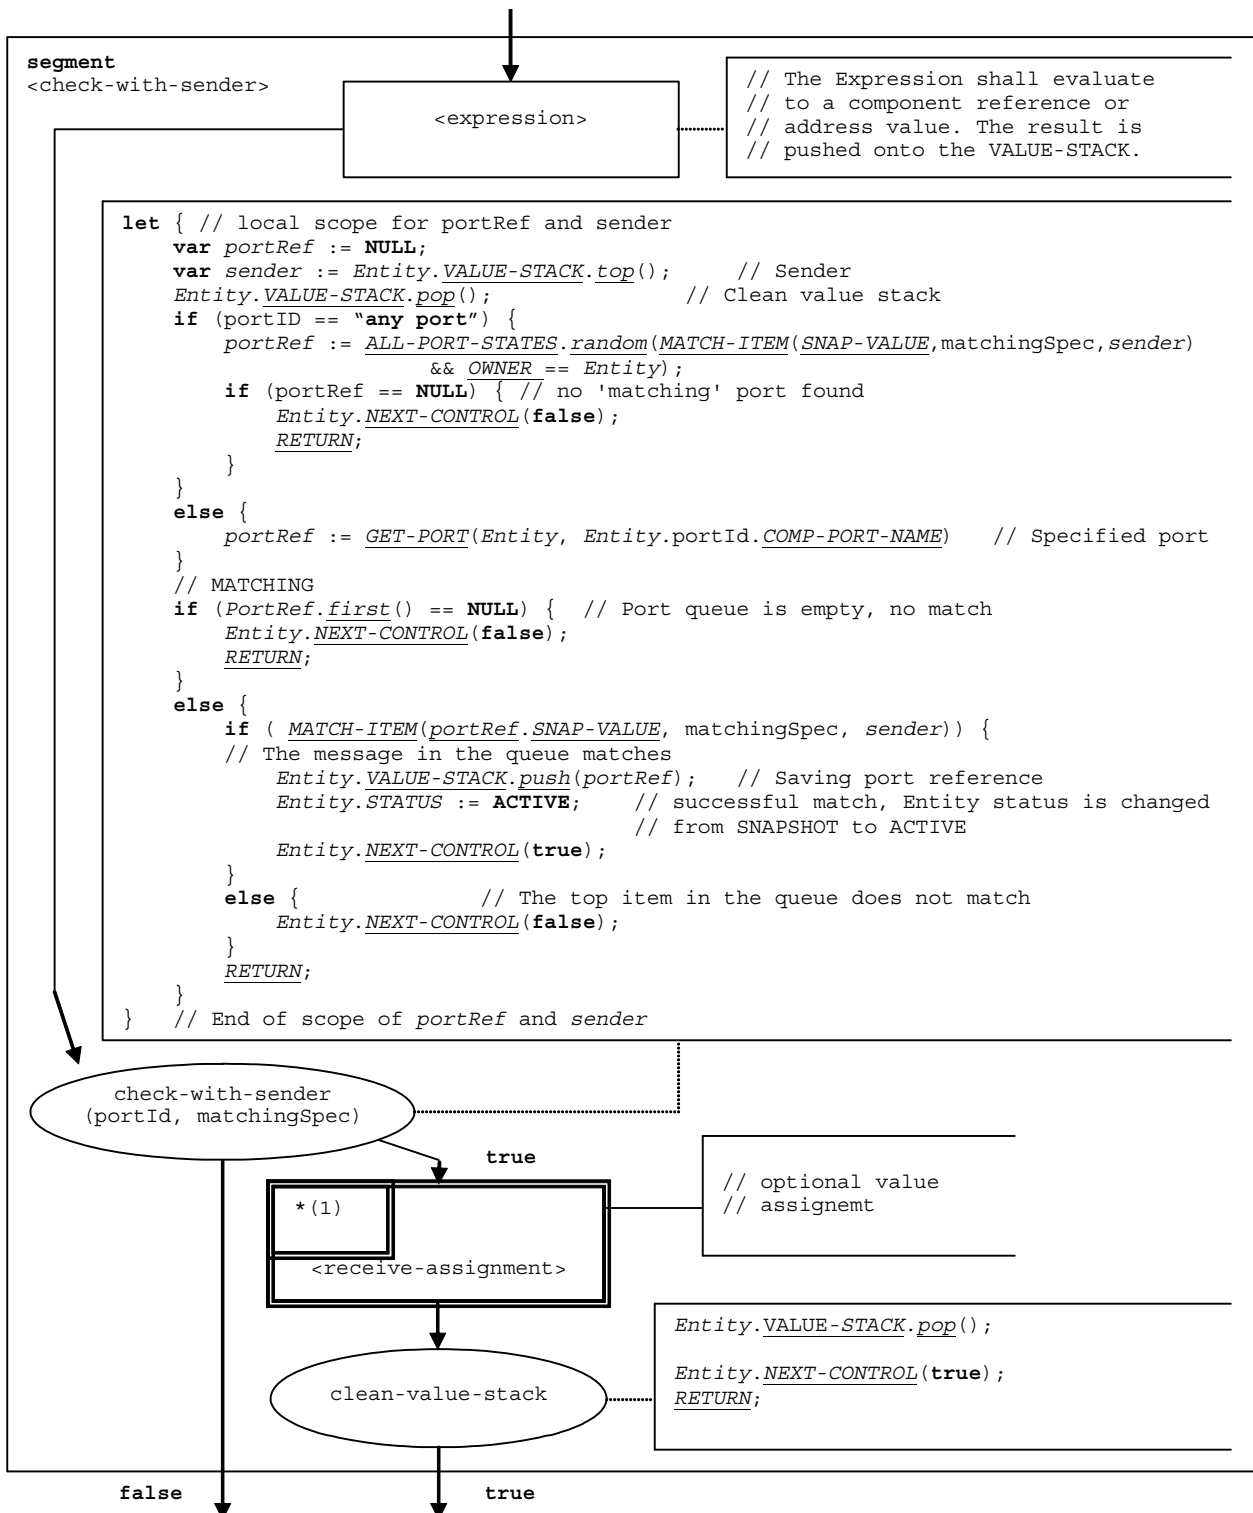 segment
<check-with-sender>
<expression>
// The Expression shall evaluate
// to a component reference or
// address value. The result is
// pushed onto the VALUE-STACK.
let { // local scope for portRef and sender
var portRef := NULL;
var sender := Entity.VALUE-STACK.top(); // Sender
Entity.VALUE-STACK.pop(); // Clean value stack
if (portID == “any port”) {
portRef := ALL-PORT-STATES.random(MATCH-ITEM(SNAP-VALUE,matchingSpec,sender)
&& OWNER == Entity);
if (portRef == NULL) { // no 'matching' port found
Entity.NEXT-CONTROL(false);
RETURN;
}
}
else {
portRef := GET-PORT(Entity, Entity.portId.COMP-PORT-NAME) // Specified port
}
// MATCHING
if (PortRef.first() == NULL) { // Port queue is empty, no match
Entity.NEXT-CONTROL(false);
RETURN;
}
else {
if ( MATCH-ITEM(portRef.SNAP-VALUE, matchingSpec, sender)) {
// The message in the queue matches
Entity.VALUE-STACK.push(portRef); // Saving port reference
Entity.STATUS := ACTIVE; // successful match, Entity status is changed
// from SNAPSHOT to ACTIVE
Entity.NEXT-CONTROL(true);
}
else { // The top item in the queue does not match
Entity.NEXT-CONTROL(false);
}
RETURN;
}
} // End of scope of portRef and sender
check-with-sender
(portId, matchingSpec)
true
*(1)
<receive-assignment>
// optional value
// assignemt
clean-value-stack
Entity.VALUE-STACK.pop();
Entity.NEXT-CONTROL(true);
RETURN;
false
true